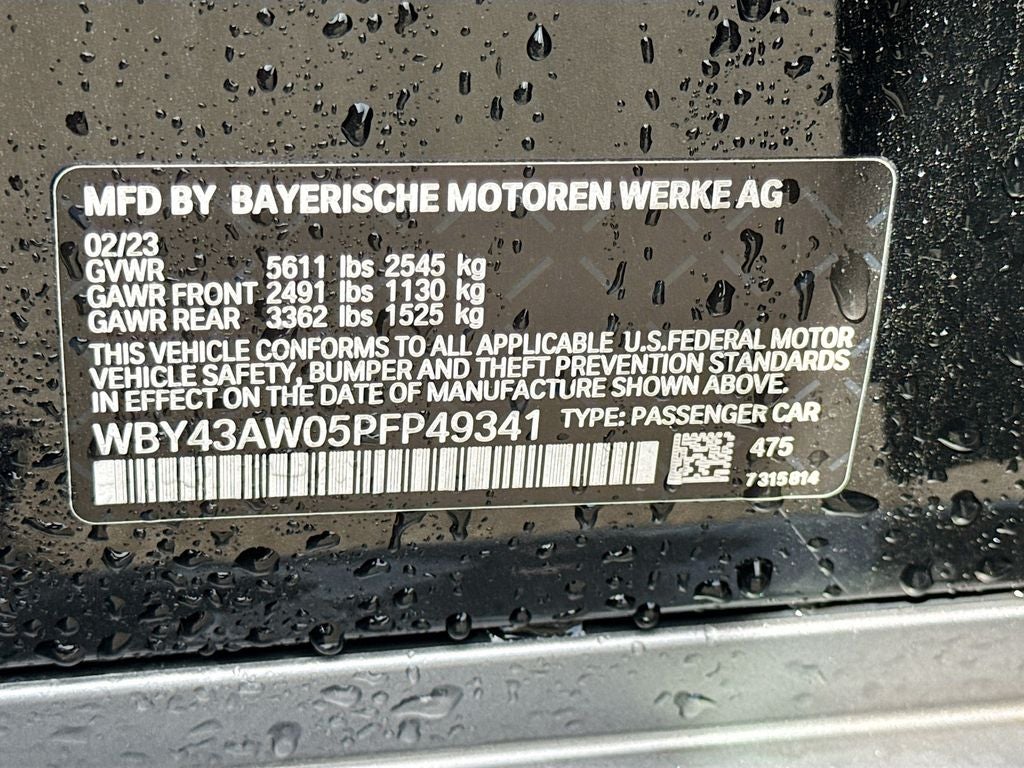 MFD BY BAYERISCHE MOTOREN WERKE AG
02/23
GVWR 5611 lbs 2545 kg
GAWR FRONT 2491 lbs 1130 kg
GAWR REAR 3362 lbs 1525 kg
THIS VEHICLE CONFORMS TO ALL APPLICABLE U.S.FEDERAL MOTOR
VEHICLE SAFETY, BUMPER AND THEFT PREVENTION STANDARDS
IN EFFECT ON THE DATE OF MANUFACTURE SHOWN ABOVE.
WBY43AW05PFP49341 TYPE: PASSENGER CAR
475
7315814